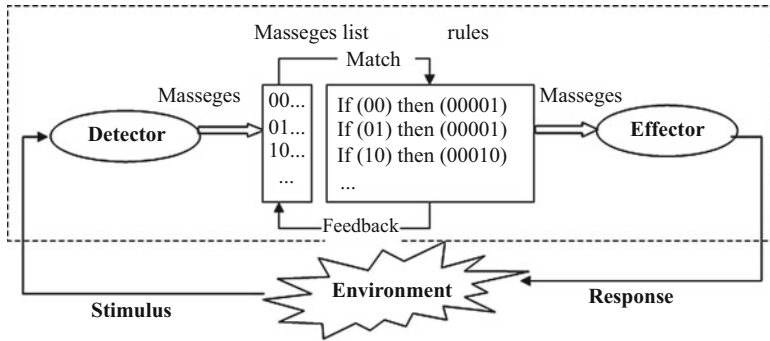 Masseges list rules
Match
Masseges
Masseges
00...
01...
10...
...
If (00) then (00001)
If (01) then (00001)
If (10) then (00010)
...
Detector
Effector
Feedback
Environment
Stimulus
Response